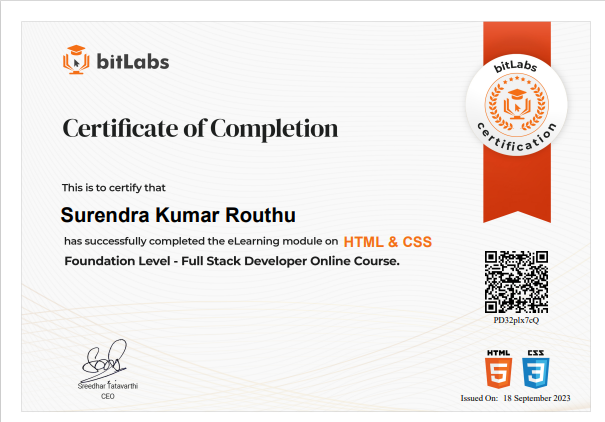 bitLabs
bitLabs
certification
Certificate of Completion
This is to certify that
Surendra Kumar Routhu
has successfully completed the eLearning module on HTML & CSS
Foundation Level - Full Stack Developer Online Course.
PD32plx7cQ
Sreedhar Tatavarthi
CEO
HTML CSS
5 3
Issued On: 18 September 2023